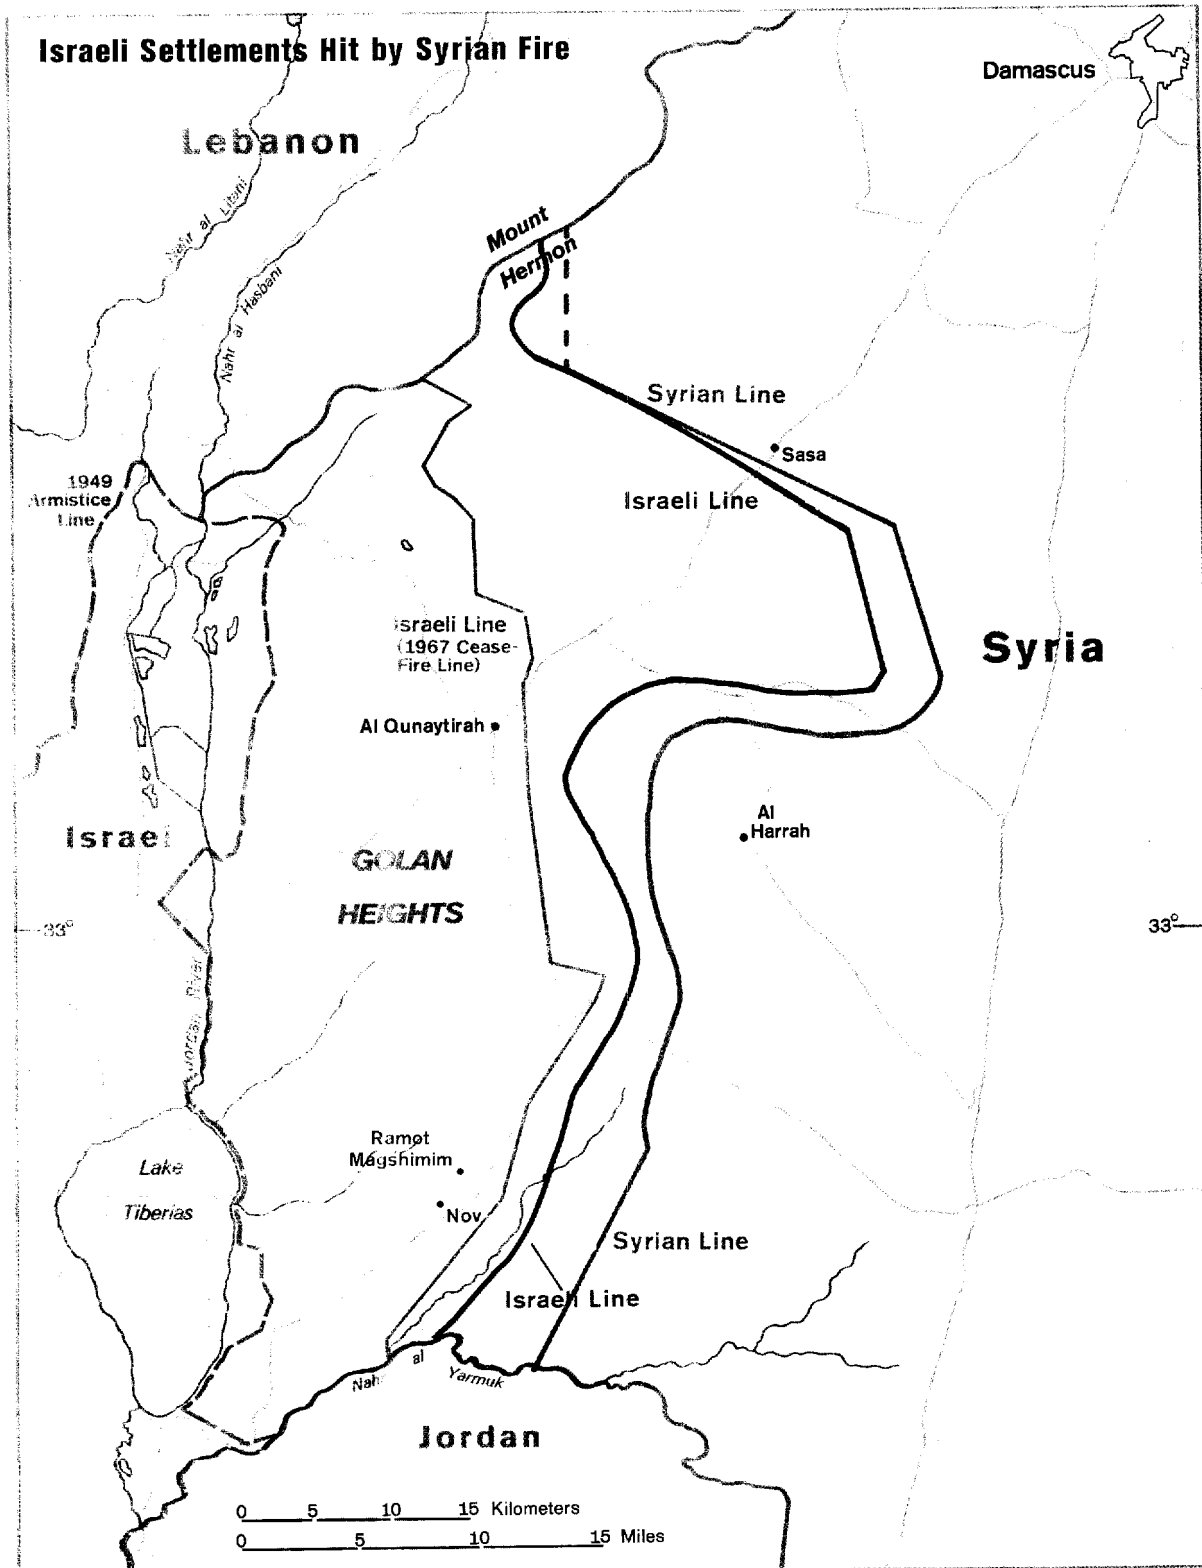 Israeli Settlements Hit by Syrian Fire
Damascus
Lebanon
Nahr al Litani
Mount
Hermon
Nahr al Hasbani
Syrian Line
Sasa
1949
Armistice
Line
Israeli Line
Israeli Line
(1967 Cease-
Fire Line)
Syria
Al Qunaytirah
Al
Harrah
Israel
GOLAN
HEIGHTS
33°
33°
Jordan River
Ramot
Magshimim
Lake
Tiberias
Nov
Syrian Line
Israeli Line
Nahr al Yarmuk
Jordan
0 5 10 15 Kilometers
0 5 10 15 Miles